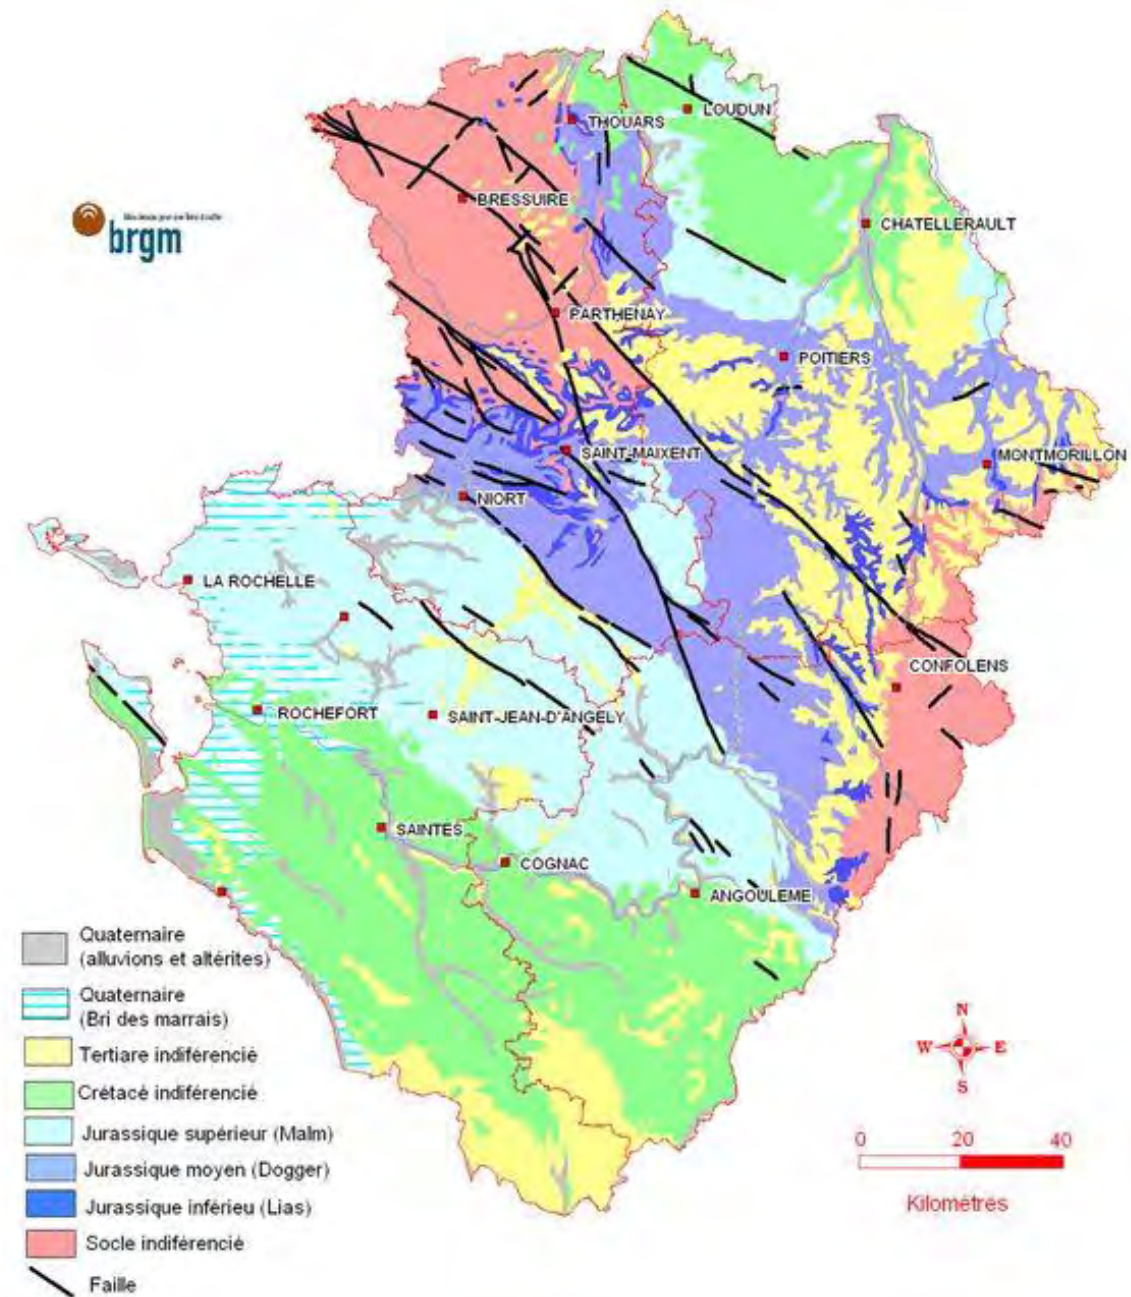 THOUARS
LOUDUN
BRESSUIRE
CHATELLERAULT
brgm
PARTHENAY
POITIERS
SAINT-MAIXENT
MONTMORILLON
NIORT
LA ROCHELLE
CONFOLENS
ROCHEFORT
SAINT-JEAN-D'ANGELY
SAINTES
COGNAC
ANGOULEME
Quaternaire
(alluvions et altérites)
Quaternaire
(Bri des marrais)
Tertiare indiférencié
Crétacé indiférencié
Jurassique supérieur (Malm)
Jurassique moyen (Dogger)
Jurassique inférieu (Lias)
Socle indiférencié
Faille
N
W E
S
0 20 40
Kilométres